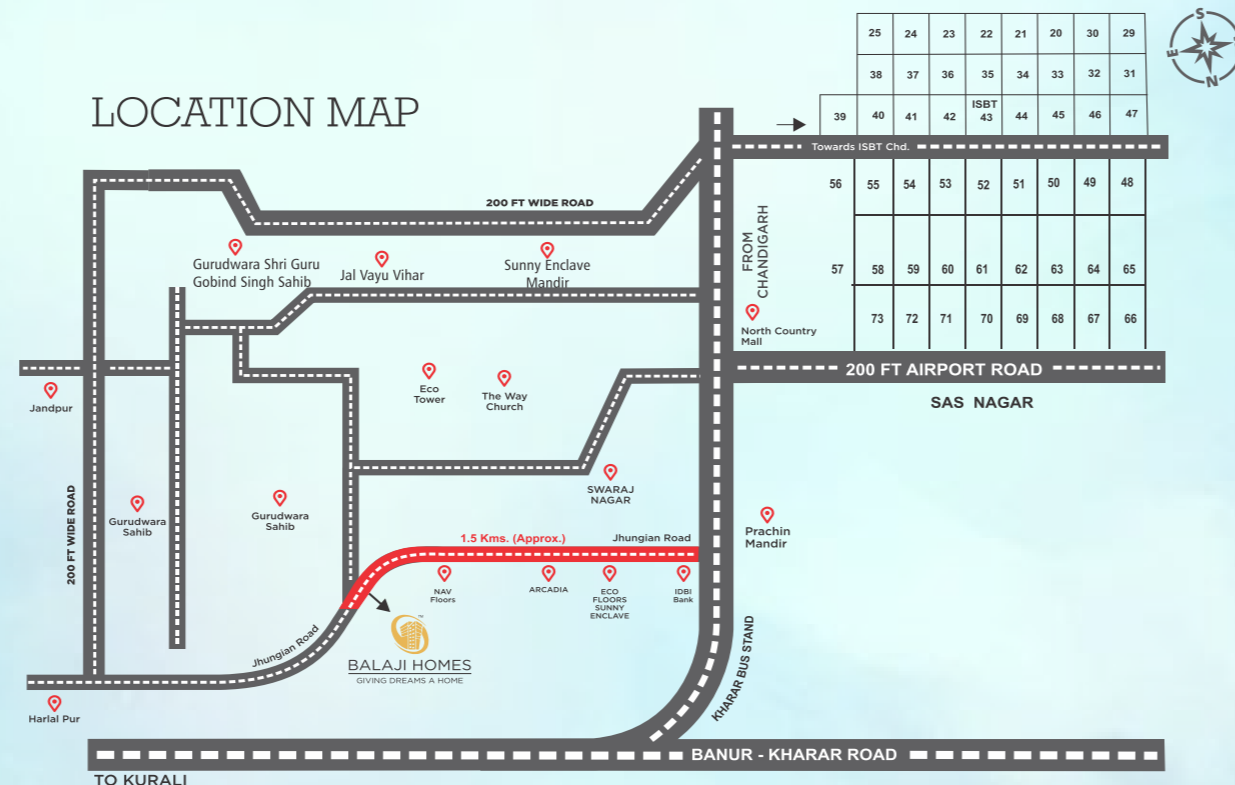 LOCATION MAP
S
E
N
25 24 23 22 21 20 30 29
38 37 36 35 34 33 32 31
ISBT
39 40 41 42 43 44 45 46 47
Towards ISBT Chd.
56 55 54 53 52 51 50 49 48
57 58 59 60 61 62 63 64 65
73 72 71 70 69 68 67 66
FROM
CHANDIGARH
North Country
Mall
200 FT AIRPORT ROAD
SAS NAGAR
200 FT WIDE ROAD
Gurudwara Shri Guru
Gobind Singh Sahib
Jal Vayu Vihar
Sunny Enclave
Mandir
Jandpur
Eco
Tower
The Way
Church
200 FT WIDE ROAD
Gurudwara
Sahib
Gurudwara
Sahib
SWARAJ
NAGAR
Prachin
Mandir
1.5 Kms. (Approx.)
Jhungian Road
NAV
Floors
ARCADIA
ECO
FLOORS
SUNNY
ENCLAVE
IDBI
Bank
Jhungian Road
BALAJI HOMES
GIVING DREAMS A HOME
Harlal Pur
KHARAR BUS STAND
BANUR - KHARAR ROAD
TO KURALI